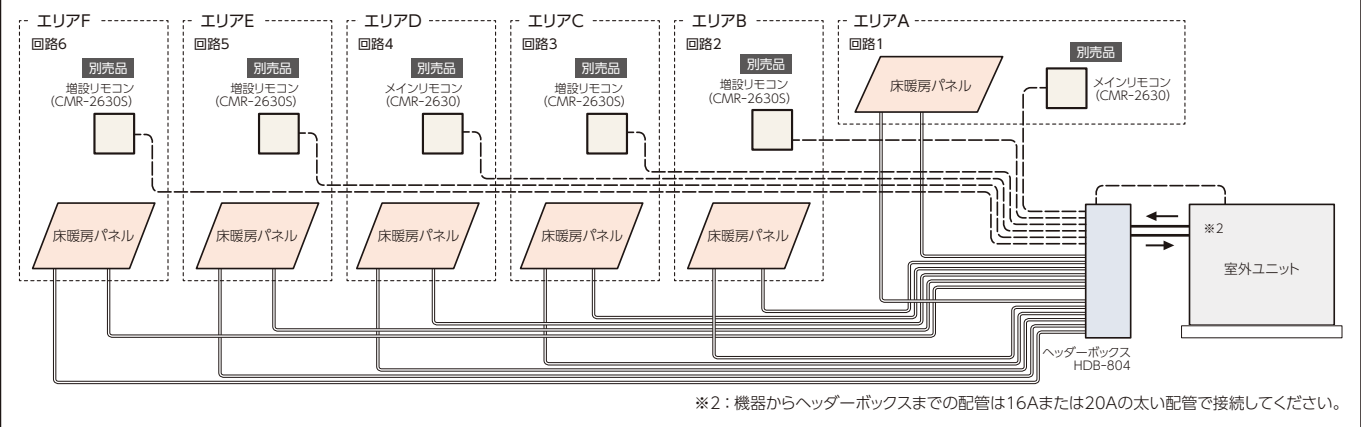 エリアF
回路6
別売品
増設リモコン
(CMR-2630S)
床暖房パネル
エリアE
回路5
別売品
増設リモコン
(CMR-2630S)
床暖房パネル
エリアD
回路4
別売品
メインリモコン
(CMR-2630)
床暖房パネル
エリアC
回路3
別売品
増設リモコン
(CMR-2630S)
床暖房パネル
エリアB
回路2
別売品
増設リモコン
(CMR-2630S)
床暖房パネル
エリアA
回路1
床暖房パネル
別売品
メインリモコン
(CMR-2630)
※2
室外ユニット
ヘッダーボックス
HDB-804
※2：機器からヘッダーボックスまでの配管は16Aまたは20Aの太い配管で接続してください。